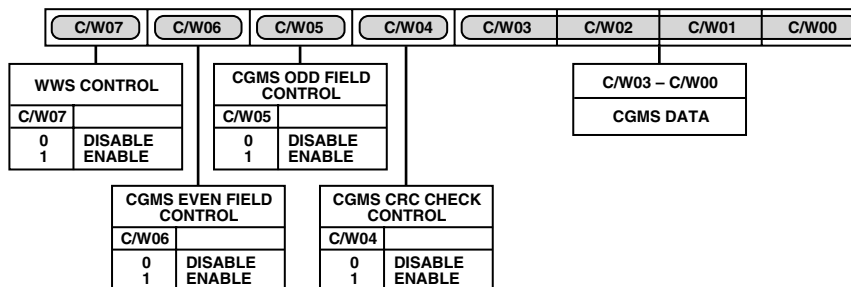 C/W07 C/W06 C/W05 C/W04 C/W03 C/W02 C/W01 C/W00
WWS CONTROL
C/W07
0 DISABLE
1 ENABLE
CGMS ODD FIELD
CONTROL
C/W05
0 DISABLE
1 ENABLE
C/W03 – C/W00
CGMS DATA
CGMS EVEN FIELD
CONTROL
C/W06
0 DISABLE
1 ENABLE
CGMS CRC CHECK
CONTROL
C/W04
0 DISABLE
1 ENABLE